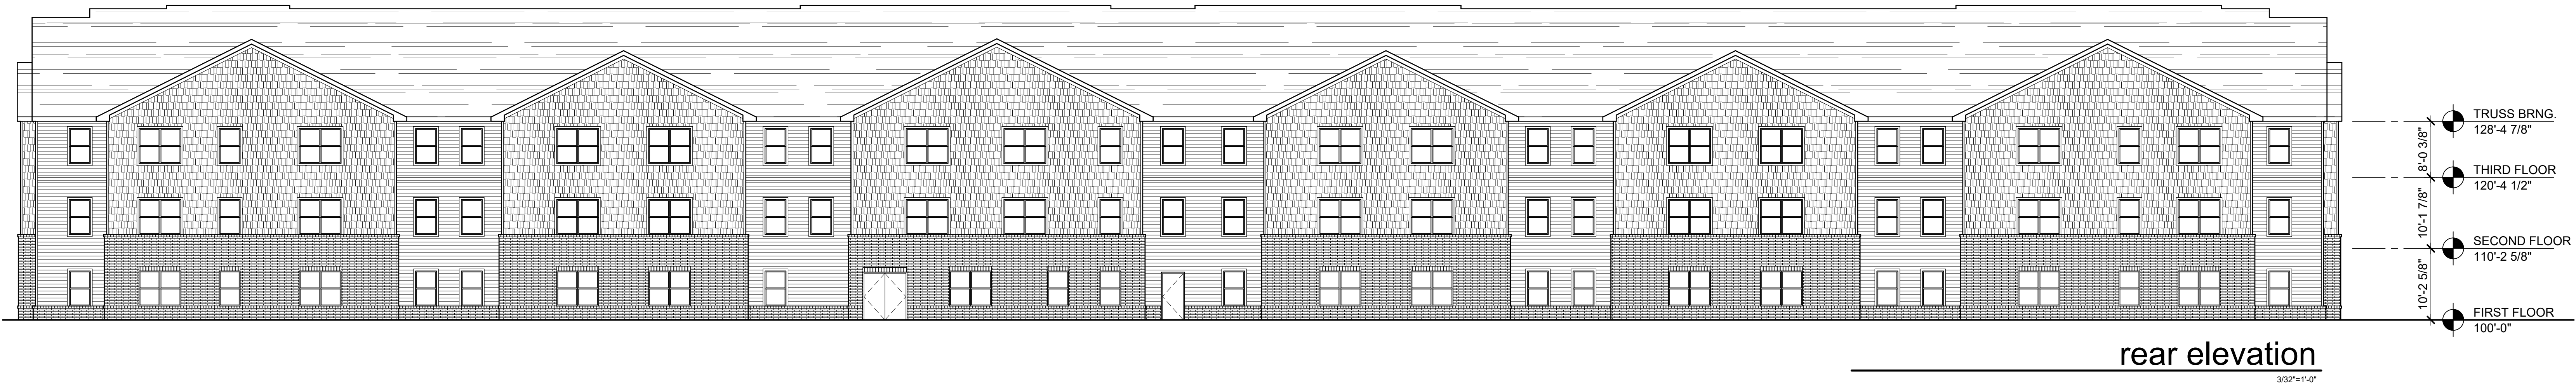 TRUSS BRNG.
128'-4 7/8"
8'-0 3/8"
THIRD FLOOR
120'-4 1/2"
10'-1 7/8"
SECOND FLOOR
110'-2 5/8"
10'-2 5/8"
FIRST FLOOR
100'-0"
rear elevation
3/32"=1'-0"